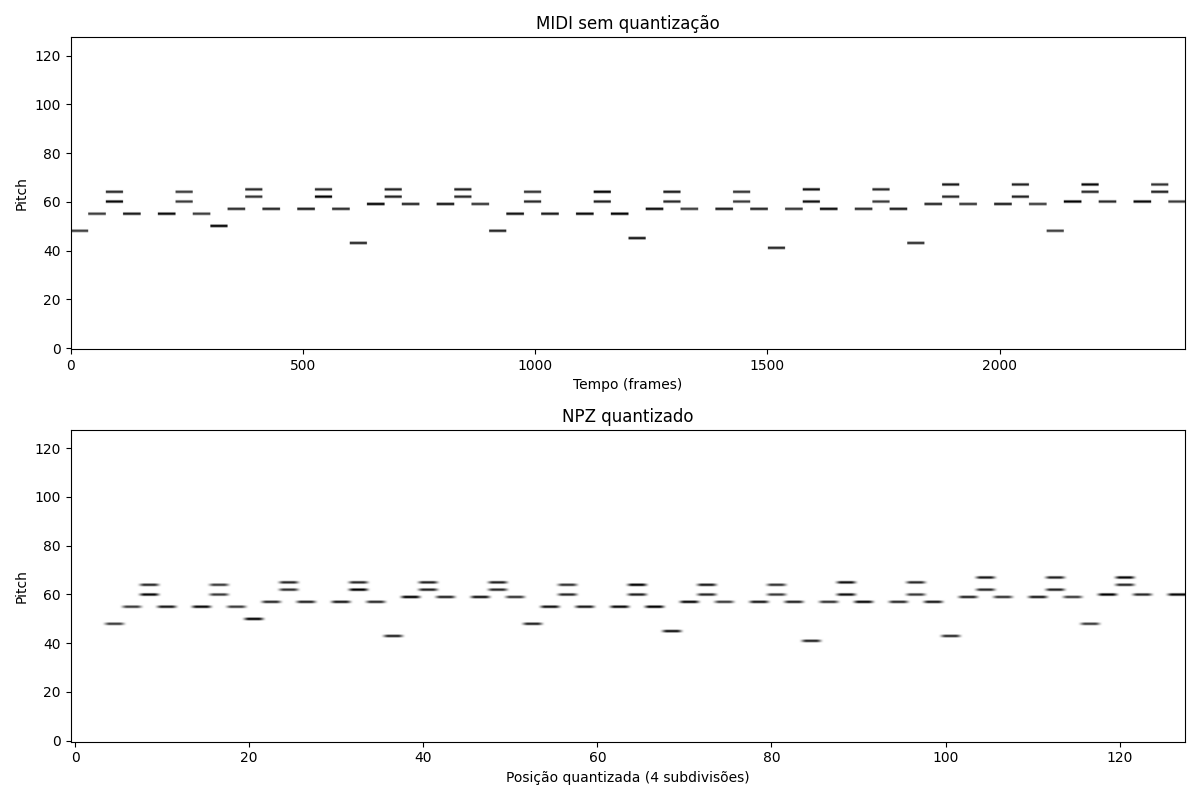 MIDI sem quantização
120
100
80
60
40
20
0
Pitch
0 500 1000 1500 2000
Tempo (frames)
NPZ quantizado
120
100
80
60
40
20
0
Pitch
0 20 40 60 80 100 120
Posição quantizada (4 subdivisões)